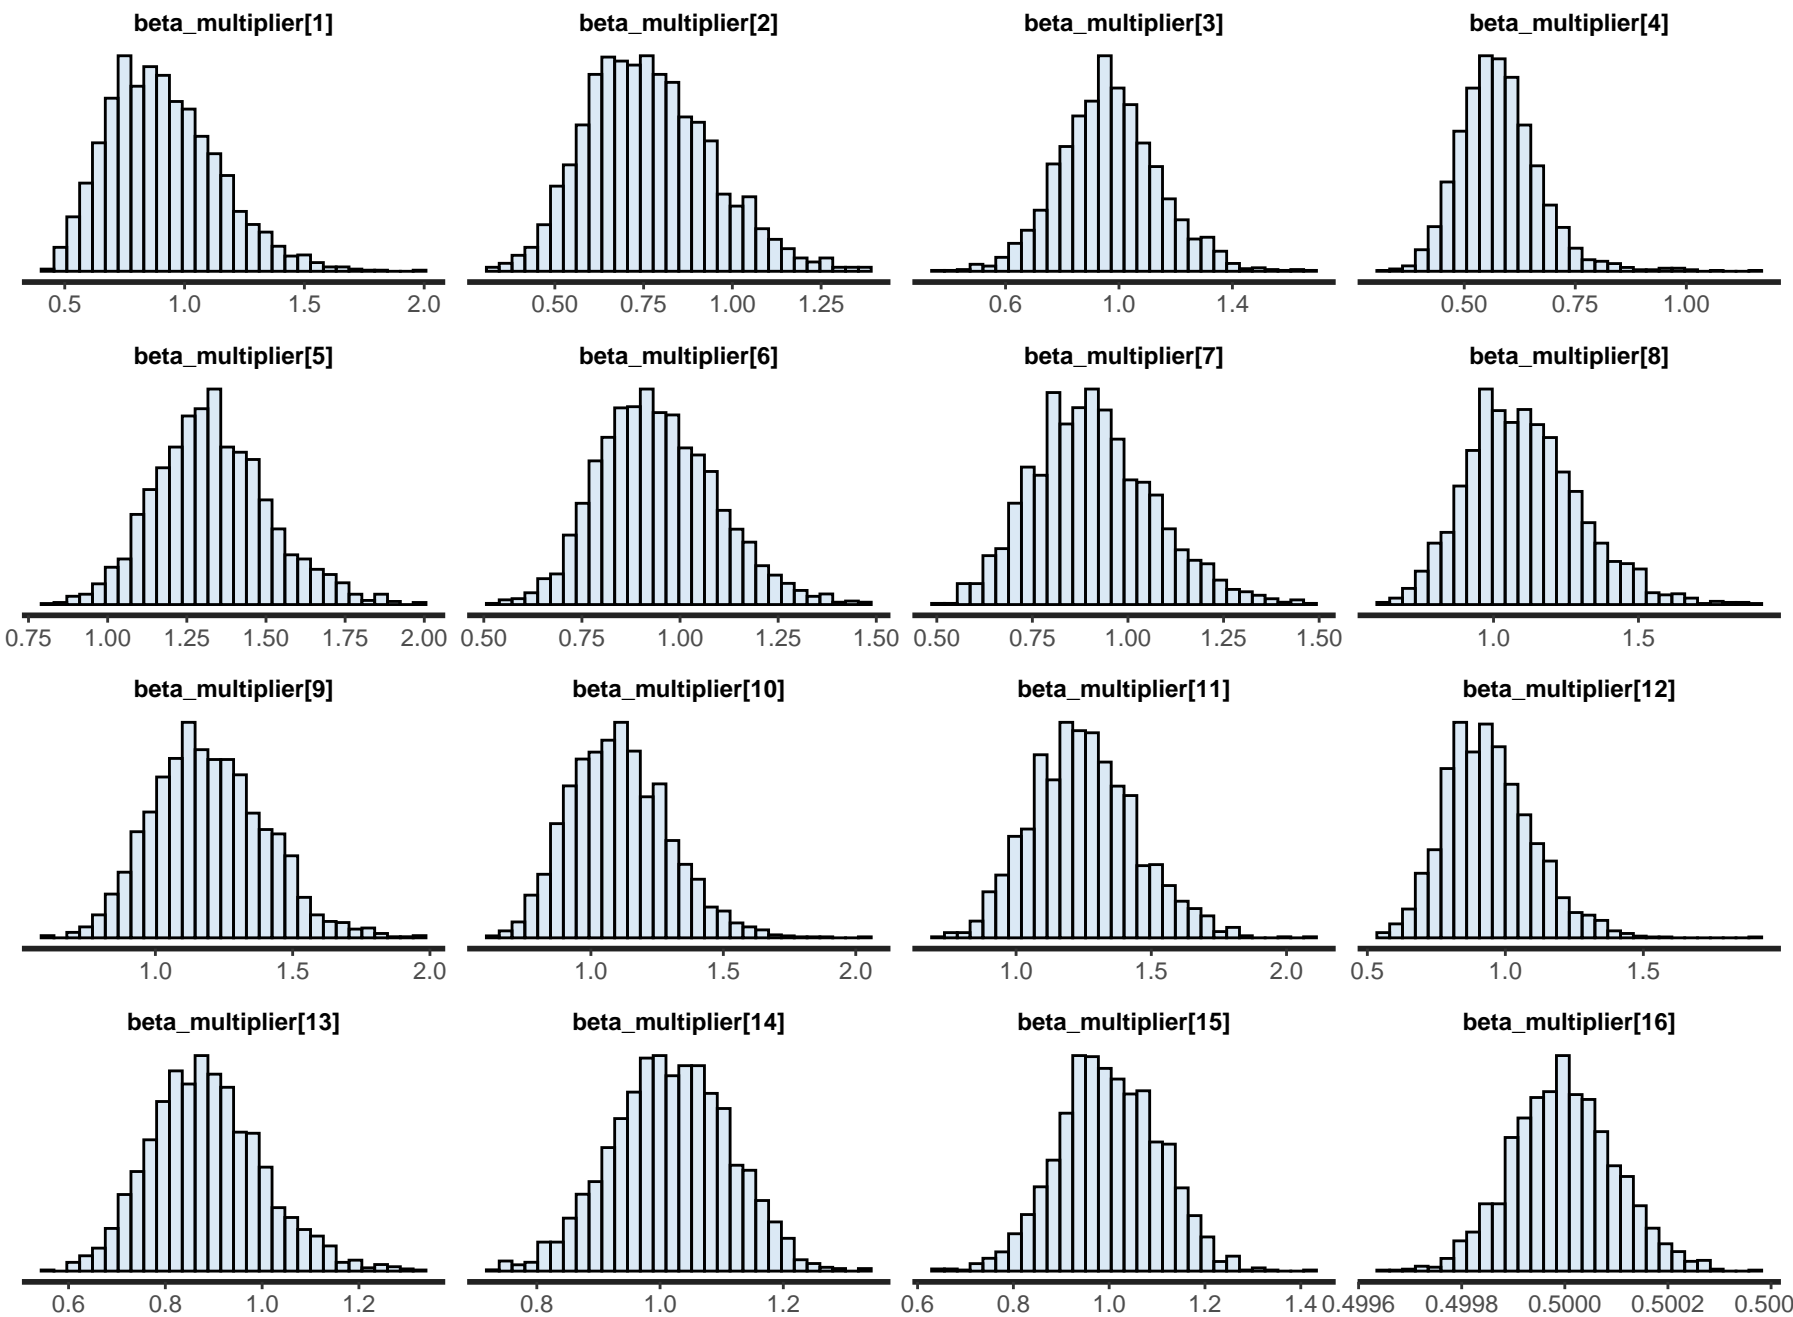 beta_multiplier[1] beta_multiplier[2] beta_multiplier[3] beta_multiplier[4]
0.5 1.0 1.5 2.0 0.50 0.75 1.00 1.25 0.6 1.0 1.4 0.50 0.75 1.00
beta_multiplier[5] beta_multiplier[6] beta_multiplier[7] beta_multiplier[8]
0.75 1.00 1.25 1.50 1.75 2.00 0.50 0.75 1.00 1.25 1.50 0.50 0.75 1.00 1.25 1.50 1.0 1.5
beta_multiplier[9] beta_multiplier[10] beta_multiplier[11] beta_multiplier[12]
1.0 1.5 2.0 1.0 1.5 2.0 1.0 1.5 2.0 0.5 1.0 1.5
beta_multiplier[13] beta_multiplier[14] beta_multiplier[15] beta_multiplier[16]
0.6 0.8 1.0 1.2 0.8 1.0 1.2 0.6 0.8 1.0 1.2 1.4 0.4996 0.4998 0.5000 0.5002 0.500